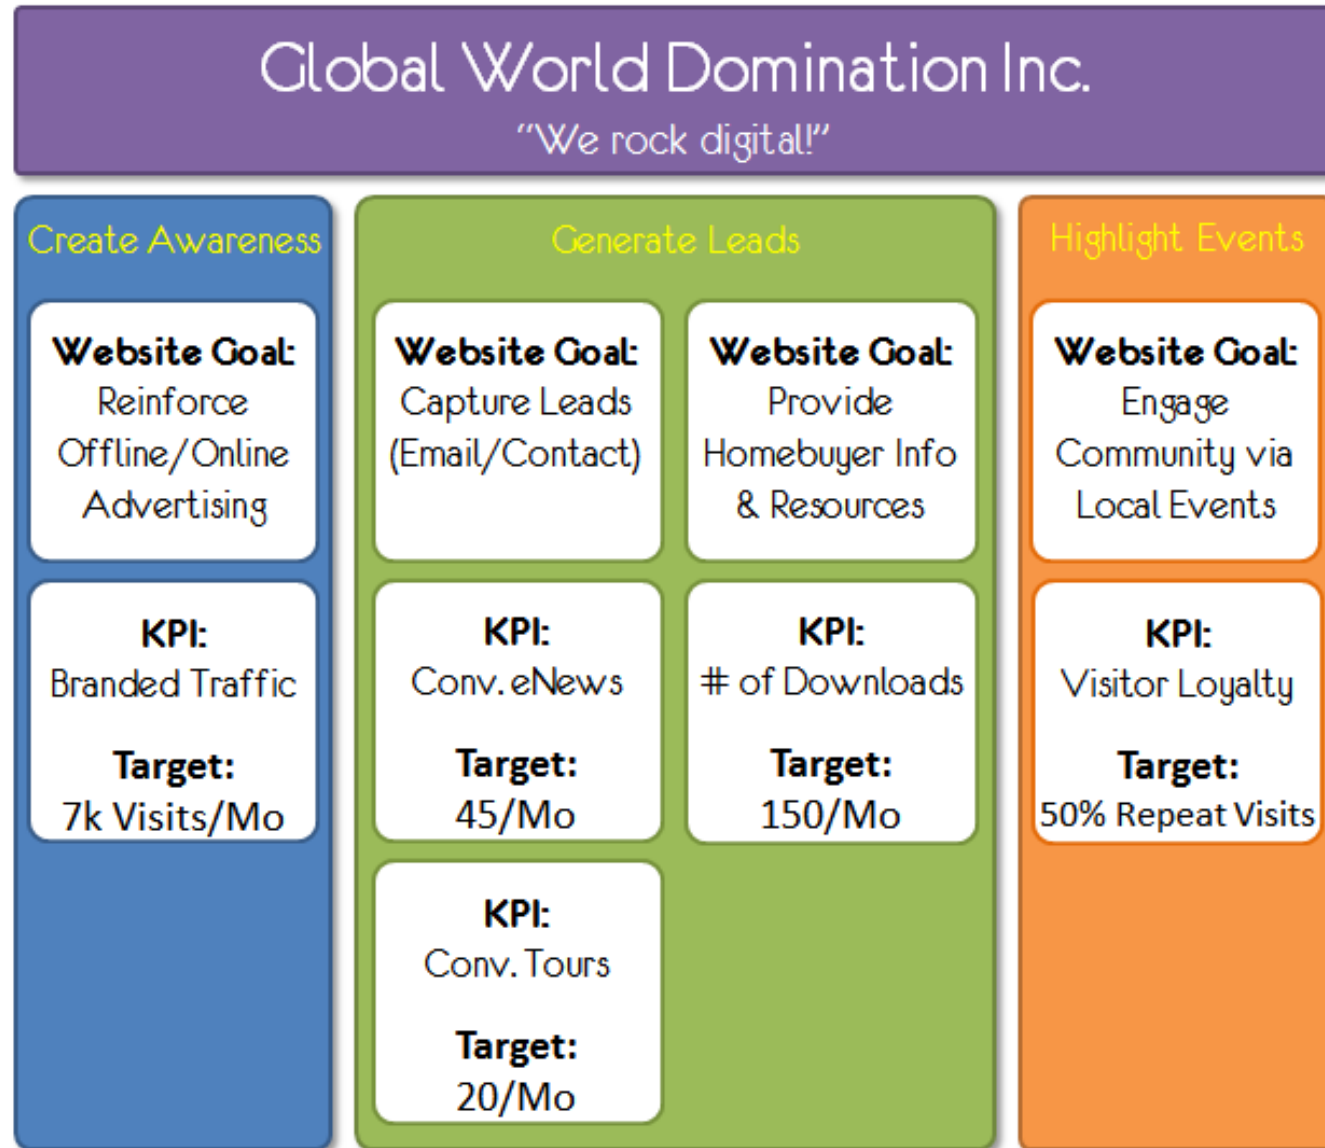 Global World Domination Inc.
"We rock digital!"
Create Awareness
Website Goal:
Reinforce
Offline/Online
Advertising
KPI:
Branded Traffic
Target:
7k Visits/Mo
Generate Leads
Website Goal:
Capture Leads
(Email/Contact)
KPI:
Conv. eNews
Target:
45/Mo
KPI:
Conv. Tours
Target:
20/Mo
Website Goal:
Provide
Homebuyer Info
& Resources
KPI:
# of Downloads
Target:
150/Mo
Highlight Events
Website Goal:
Engage
Community via
Local Events
KPI:
Visitor Loyalty
Target:
50% Repeat Visits